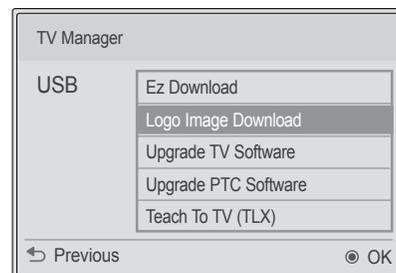 TV Manager
USB
Ez Download
Logo Image Download
Upgrade TV Software
Upgrade PTC Software
Teach To TV (TLX)
Previous
OK